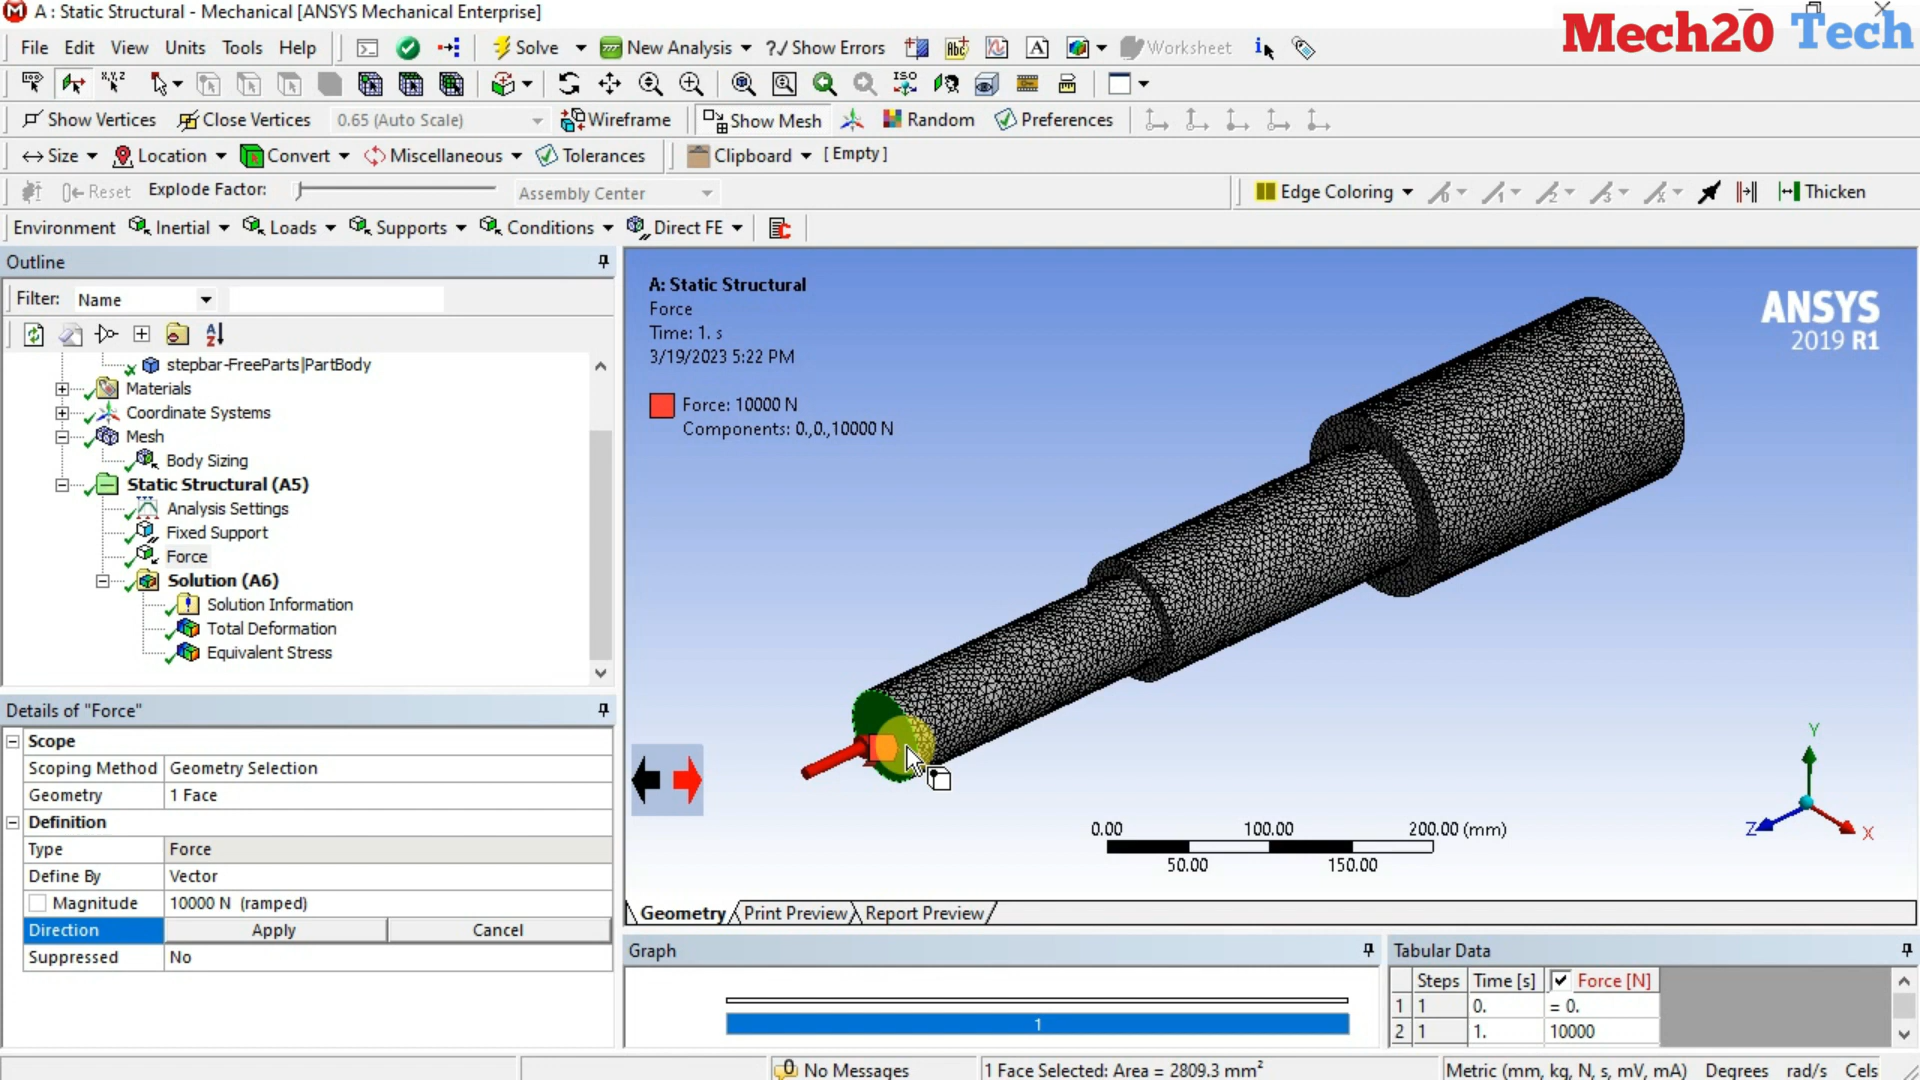 A : Static Structural - Mechanical [ANSYS Mechanical Enterprise]
Mech20 Tech
File Edit View Units Tools Help Solve New Analysis ?/ Show Errors Worksheet
Show Vertices Close Vertices 0.65 (Auto Scale) Wireframe Show Mesh Random Preferences
Size Location Convert Miscellaneous Tolerances Clipboard [ Empty ]
Reset Explode Factor: Assembly Center Edge Coloring Thicken
Environment Inertial Loads Supports Conditions Direct FE
Outline
Filter: Name
stepbar-FreeParts|PartBody
Materials
Coordinate Systems
Mesh
Body Sizing
Static Structural (A5)
Analysis Settings
Fixed Support
Force
Solution (A6)
Solution Information
Total Deformation
Equivalent Stress
Details of "Force"
Scope
Scoping Method Geometry Selection
Geometry 1 Face
Definition
Type Force
Define By Vector
Magnitude 10000 N (ramped)
Direction Apply Cancel
Suppressed No
A: Static Structural
Force
Time: 1. s
3/19/2023 5:22 PM
Force: 10000 N
Components: 0.,0.,10000 N
ANSYS
2019 R1
Y
Z
X
0.00 100.00 200.00 (mm)
50.00 150.00
Geometry Print Preview Report Preview
Graph
1
Tabular Data
Steps Time [s] Force [N]
1 1 0. = 0.
2 1 1. 10000
0 No Messages 1 Face Selected: Area = 2809.3 mm² Metric (mm, kg, N, s, mV, mA) Degrees rad/s Cels